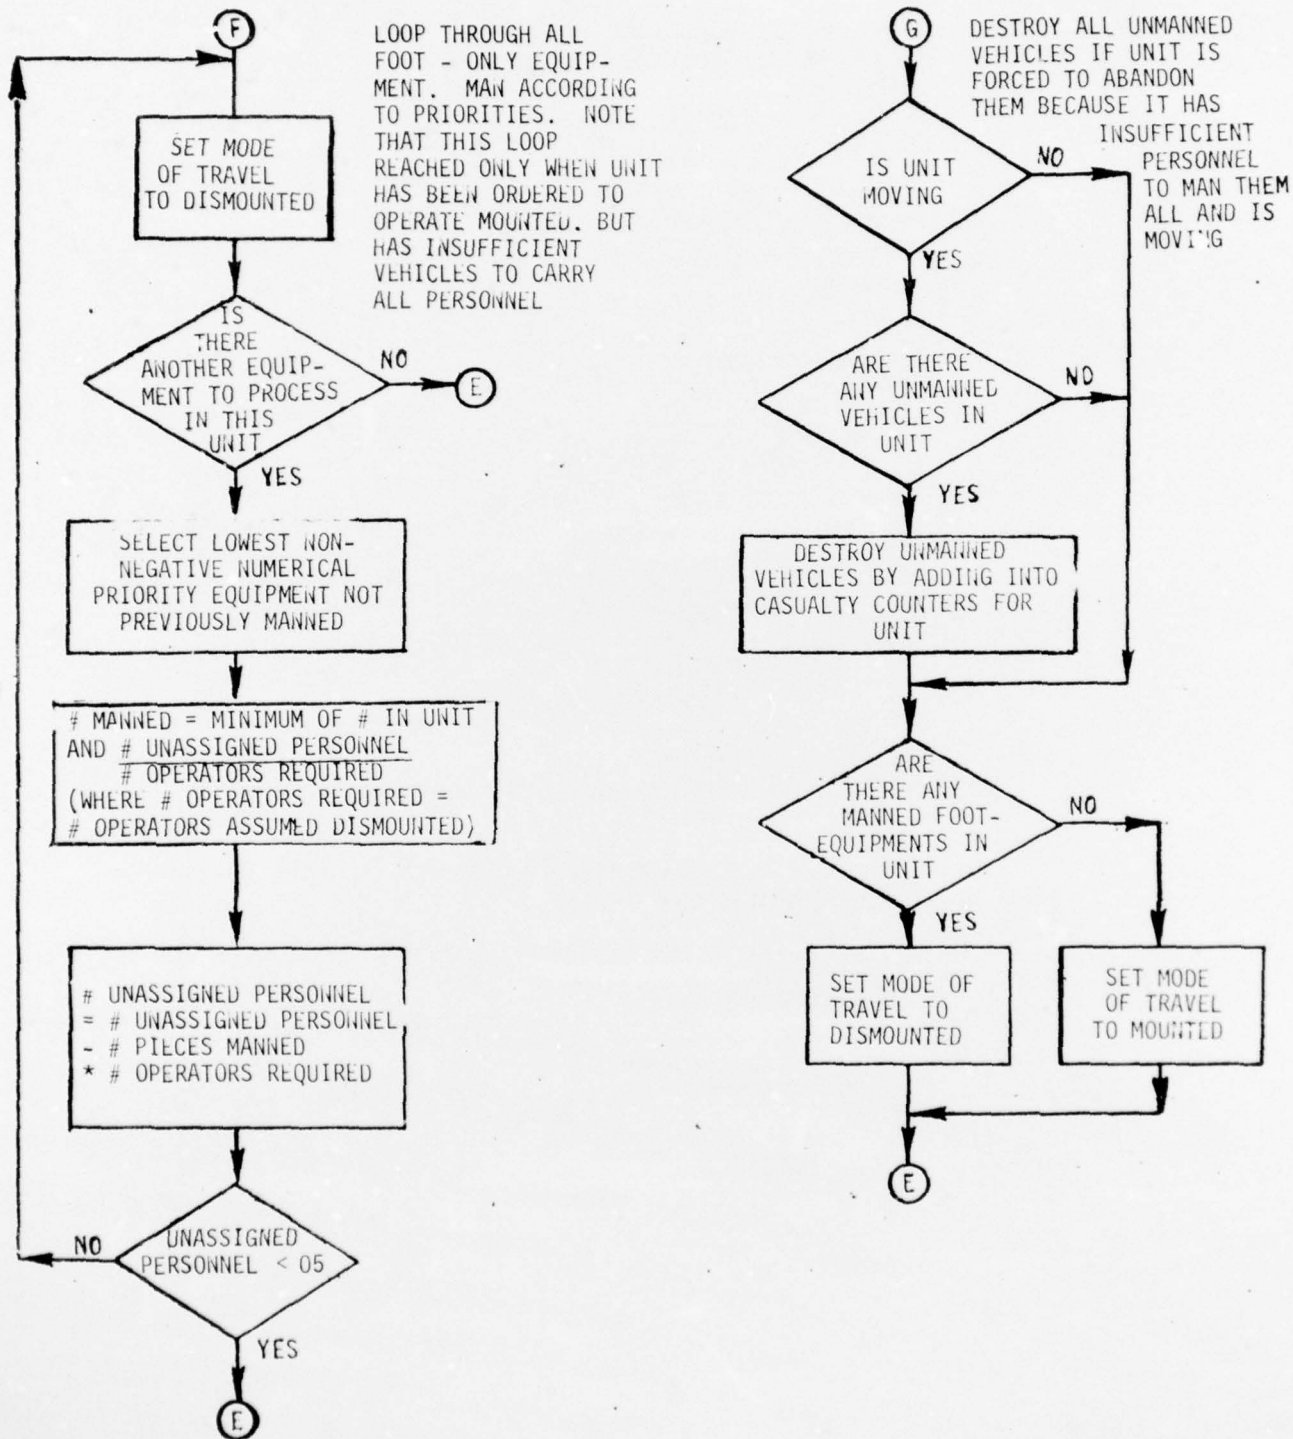 F
LOOP THROUGH ALL
FOOT - ONLY EQUIP-
MENT. MAN ACCORDING
TO PRIORITIES. NOTE
THAT THIS LOOP
REACHED ONLY WHEN UNIT
HAS BEEN ORDERED TO
OPERATE MOUNTED. BUT
HAS INSUFFICIENT
VEHICLES TO CARRY
ALL PERSONNEL
SET MODE
OF TRAVEL
TO DISMOUNTED
IS
THERE
ANOTHER EQUIP-
MENT TO PROCESS
IN THIS
UNIT
NO
E
YES
SELECT LOWEST NON-
NEGATIVE NUMERICAL
PRIORITY EQUIPMENT NOT
PREVIOUSLY MANNED
# MANNED = MINIMUM OF # IN UNIT
AND # UNASSIGNED PERSONNEL
# OPERATORS REQUIRED
(WHERE # OPERATORS REQUIRED =
# OPERATORS ASSUMED DISMOUNTED)
# UNASSIGNED PERSONNEL
= # UNASSIGNED PERSONNEL
- # PIECES MANNED
* # OPERATORS REQUIRED
UNASSIGNED
PERSONNEL < 05
NO
YES
E
G
DESTROY ALL UNMANNED
VEHICLES IF UNIT IS
FORCED TO ABANDON
THEM BECAUSE IT HAS
INSUFFICIENT
PERSONNEL
TO MAN THEM
ALL AND IS
MOVING
IS UNIT
MOVING
NO
YES
ARE THERE
ANY UNMANNED
VEHICLES IN
UNIT
NO
YES
DESTROY UNMANNED
VEHICLES BY ADDING INTO
CASUALTY COUNTERS FOR
UNIT
ARE
THERE ANY
MANNED FOOT-
EQUIPMENTS IN
UNIT
NO
YES
SET MODE OF
TRAVEL TO
DISMOUNTED
SET MODE
OF TRAVEL
TO MOUNTED
E